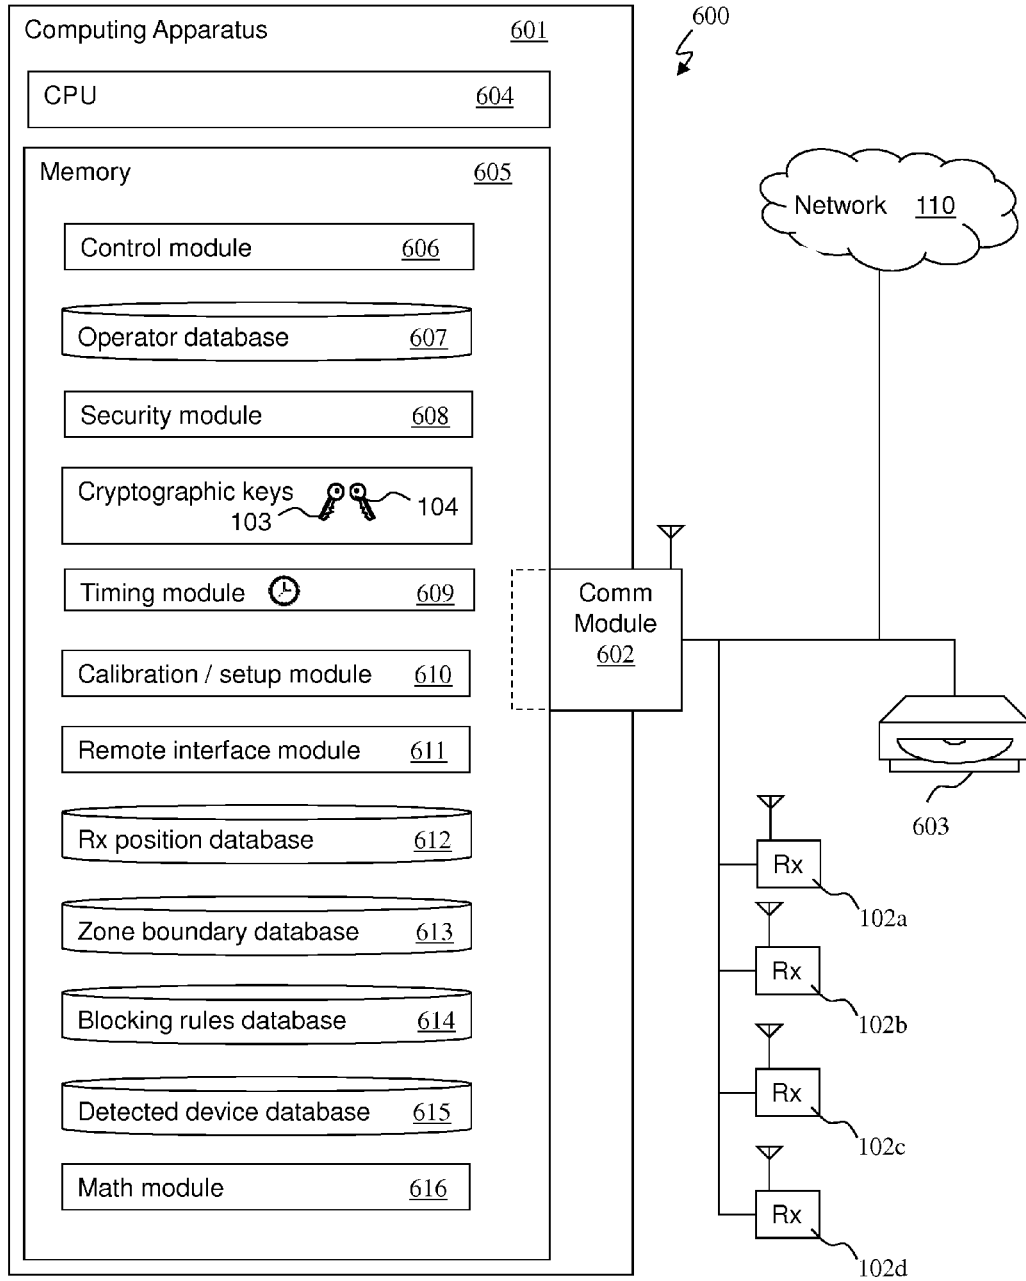 Computing Apparatus 601
600
CPU 604
Memory 605
Network 110
Control module 606
Operator database 607
Security module 608
Cryptographic keys
103
104
Timing module 609
Comm
Module
602
Calibration / setup module 610
Remote interface module 611
603
Rx position database 612
Rx
102a
Zone boundary database 613
Rx
102b
Blocking rules database 614
Rx
102c
Detected device database 615
Math module 616
Rx
102d